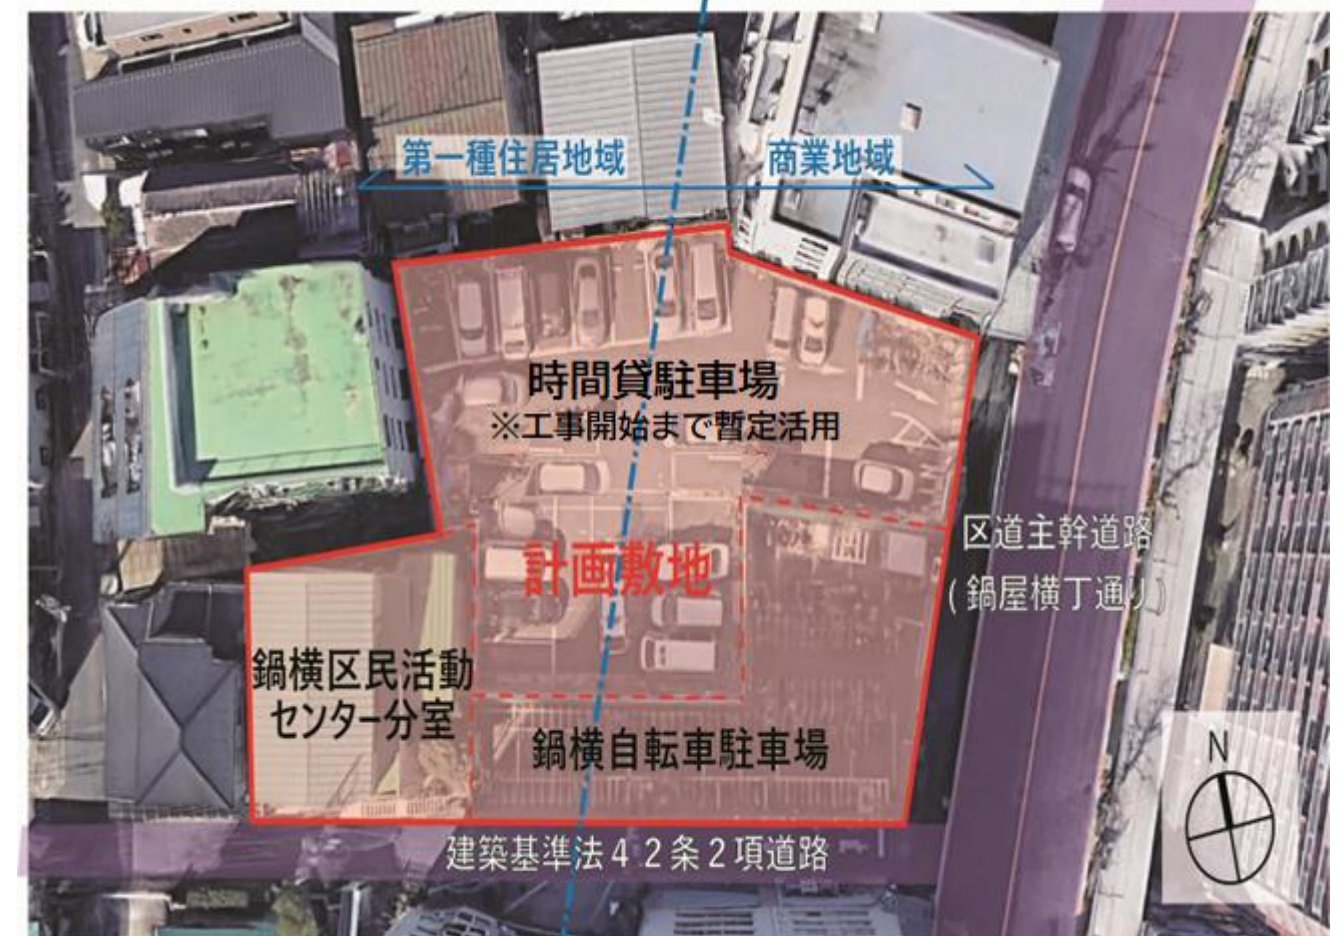 第一種住居地域
商業地域
時間貸駐車場
※工事開始まで暫定活用
計画敷地
区道主幹道路
(鍋屋横丁通り)
鍋横区民活動
センター分室
鍋横自転車駐車場
建築基準法42条2項道路
N